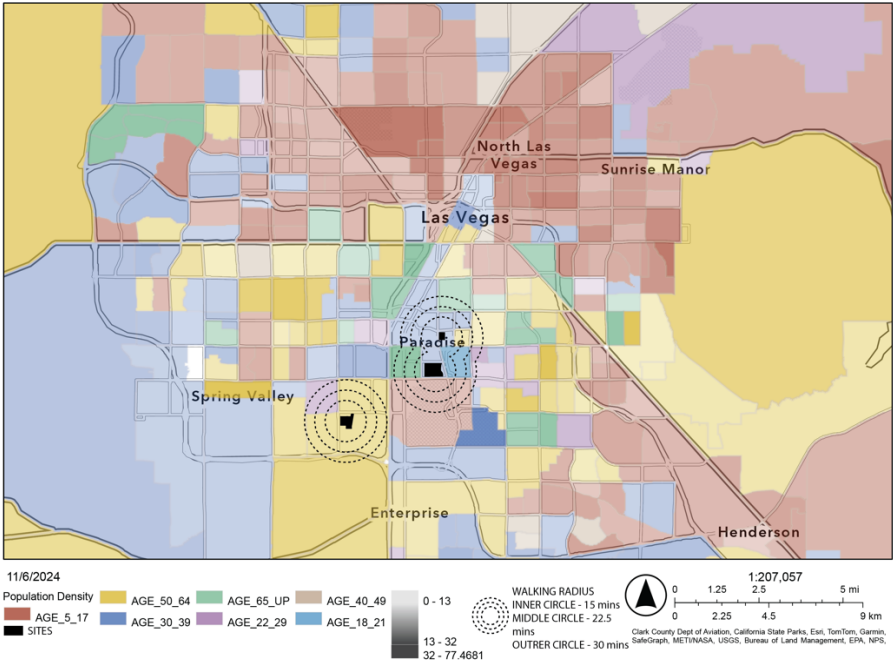 North Las
Vegas
Sunrise Manor
Las Vegas
Paradise
Spring Valley
Enterprise
Henderson
11/6/2024
Population Density
AGE_5_17
SITES
AGE_50_64
AGE_30_39
AGE_65_UP
AGE_22_29
AGE_40_49
AGE_18_21
0 - 13
13 - 32
32 - 77.4681
WALKING RADIUS
INNER CIRCLE - 15 mins
MIDDLE CIRCLE - 22.5
mins
OUTRER CIRCLE - 30 mins
1:207,057
0 1.25 2.5 5 mi
0 2.25 4.5 9 km
Clark County Dept of Aviation, California State Parks, Esri, TomTom, Garmin,
SafeGraph, METI/NASA, USGS, Bureau of Land Management, EPA, NPS,